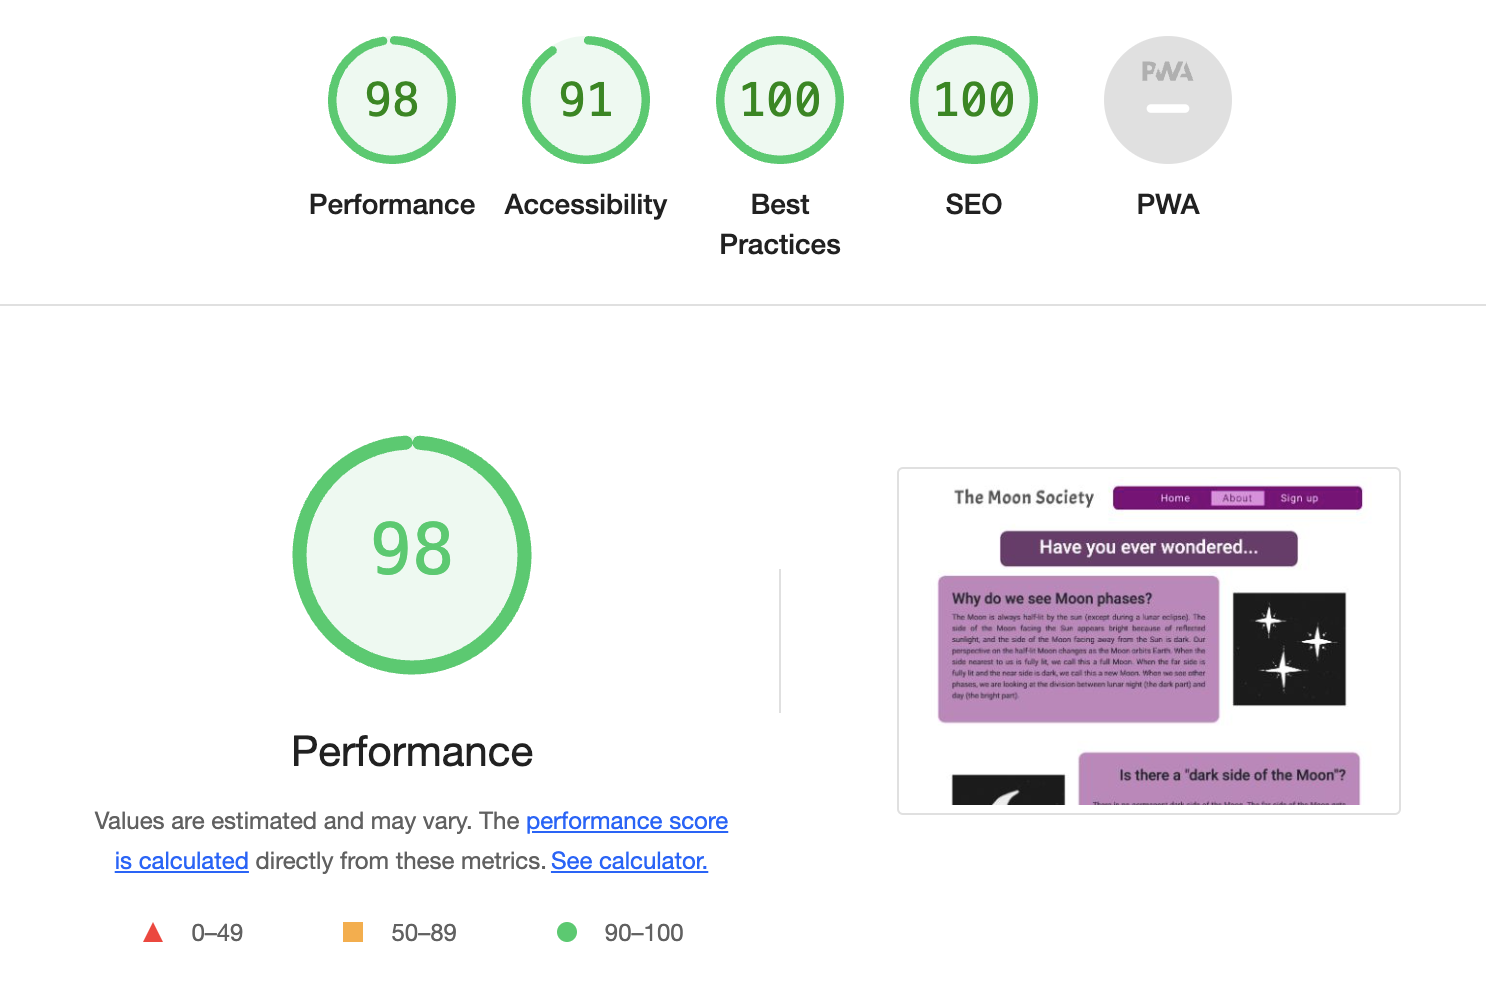 98
91
100
100
PWA
Performance
Accessibility
Best
Practices
SEO
PWA
98
Performance
Values are estimated and may vary. The performance score
is calculated directly from these metrics. See calculator.
0–49
50–89
90–100
The Moon Society
Home
About
Sign up
Have you ever wondered...
Why do we see Moon phases?
The Moon is always half-lit by the sun (except during a lunar eclipse). The
side of the Moon facing the Sun appears bright because of reflected
sunlight, and the side of the Moon facing away from the Sun is dark. Our
perspective on the half-lit Moon changes as the Moon orbits Earth. When the
side nearest to us is fully lit, we call this a full Moon. When the far side is
fully lit and the near side is dark, we call this a new Moon. When we see other
phases, we are looking at the division between lunar night (the dark part) and
day (the bright part).
Is there a "dark side of the Moon"?